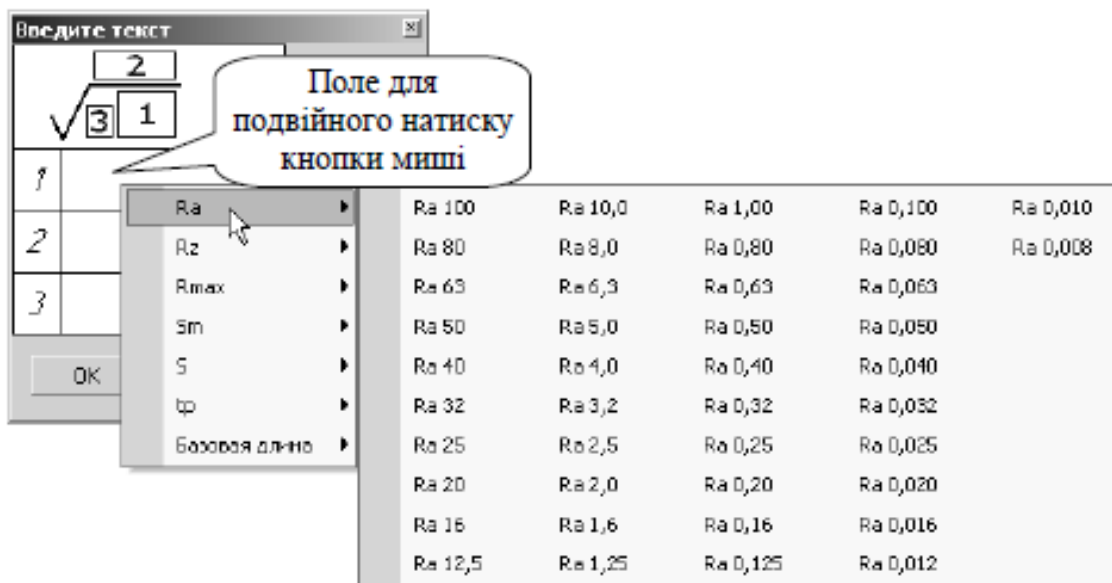 Введите текст
2
3 1
Поле для
подвійного натиску
кнопки миші
1
2
3
OK
Ra
Rz
Rmax
Sm
S
tp
Базовая длина
Ra 100 Ra 10,0 Ra 1,00 Ra 0,100 Ra 0,010
Ra 80 Ra 8,0 Ra 0,80 Ra 0,080 Ra 0,008
Ra 63 Ra 6,3 Ra 0,63 Ra 0,063
Ra 50 Ra 5,0 Ra 0,50 Ra 0,050
Ra 40 Ra 4,0 Ra 0,40 Ra 0,040
Ra 32 Ra 3,2 Ra 0,32 Ra 0,032
Ra 25 Ra 2,5 Ra 0,25 Ra 0,025
Ra 20 Ra 2,0 Ra 0,20 Ra 0,020
Ra 16 Ra 1,6 Ra 0,16 Ra 0,016
Ra 12,5 Ra 1,25 Ra 0,125 Ra 0,012